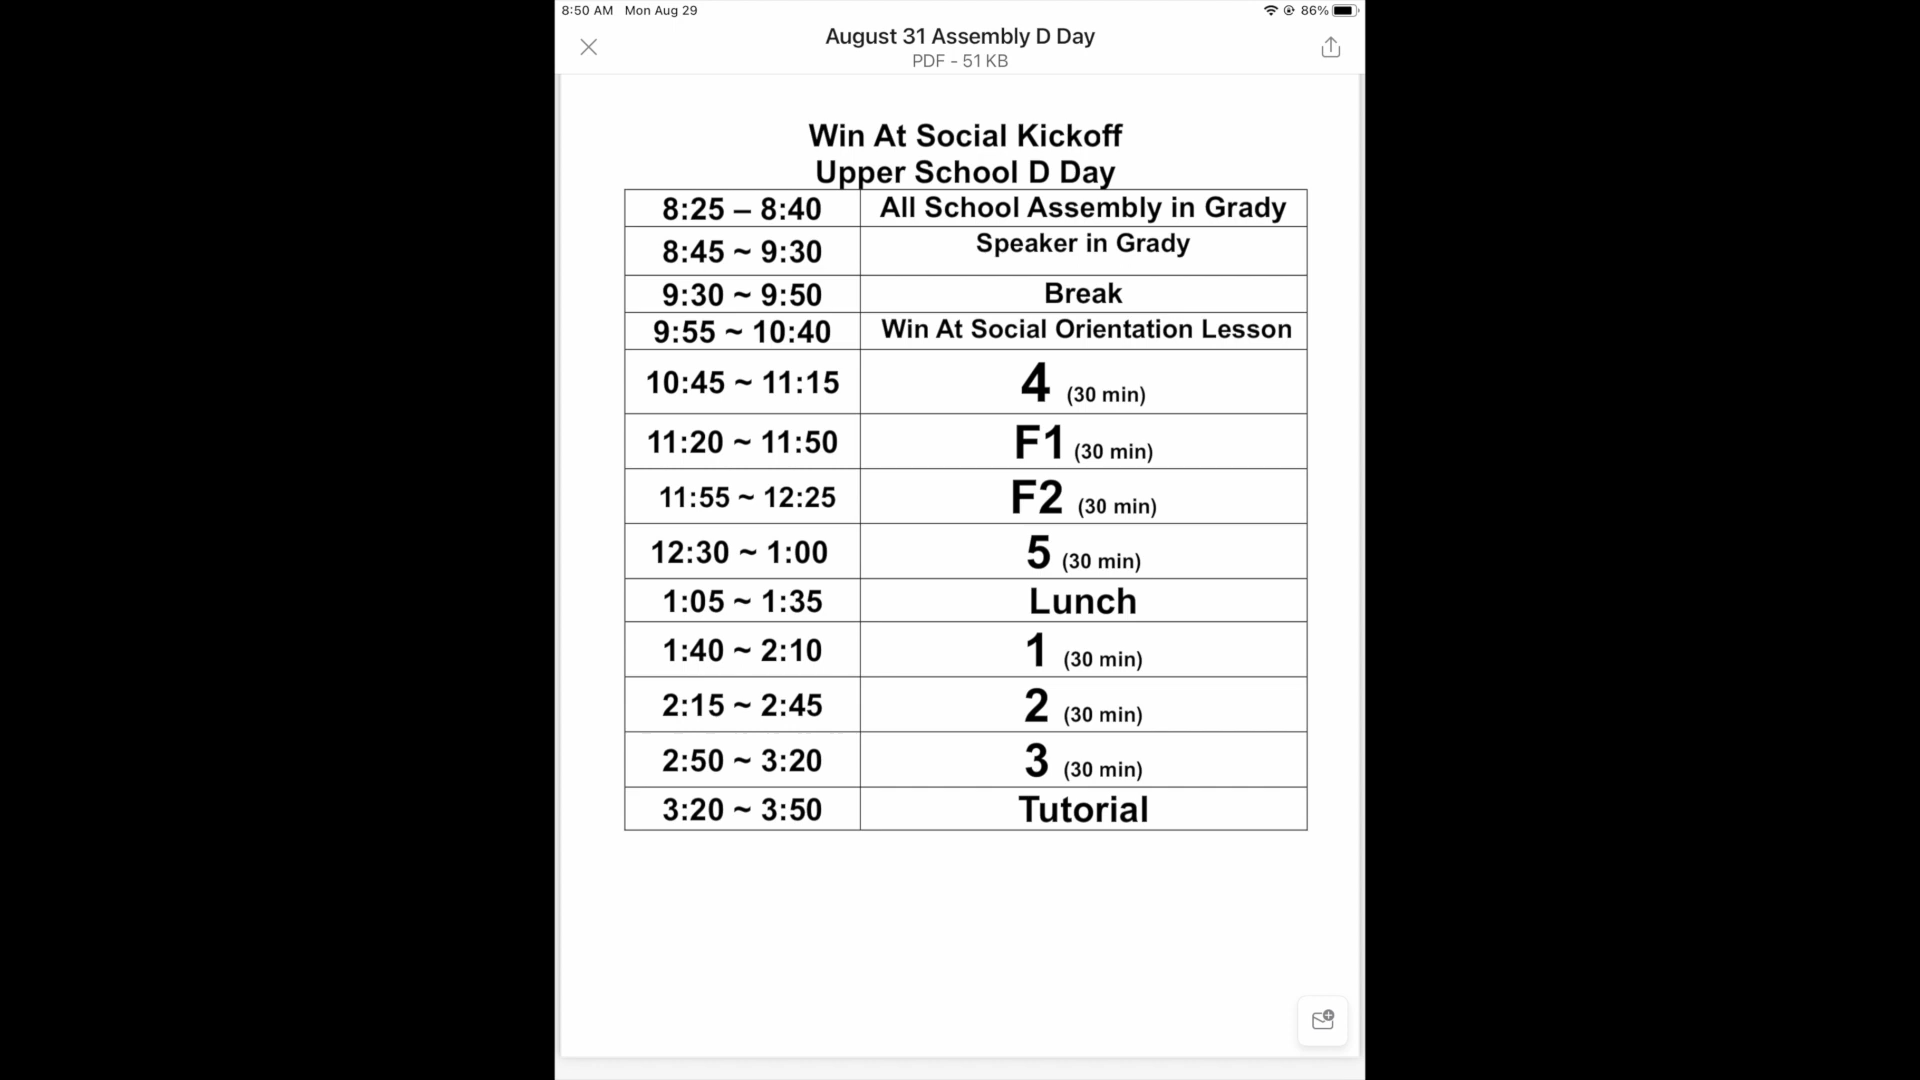 8:50 AM Mon Aug 29
86%
August 31 Assembly D Day
PDF - 51 KB
Win At Social Kickoff
Upper School D Day
8:25 – 8:40 All School Assembly in Grady
8:45 ~ 9:30 Speaker in Grady
9:30 ~ 9:50 Break
9:55 ~ 10:40 Win At Social Orientation Lesson
10:45 ~ 11:15 4 (30 min)
11:20 ~ 11:50 F1 (30 min)
11:55 ~ 12:25 F2 (30 min)
12:30 ~ 1:00 5 (30 min)
1:05 ~ 1:35 Lunch
1:40 ~ 2:10 1 (30 min)
2:15 ~ 2:45 2 (30 min)
2:50 ~ 3:20 3 (30 min)
3:20 ~ 3:50 Tutorial